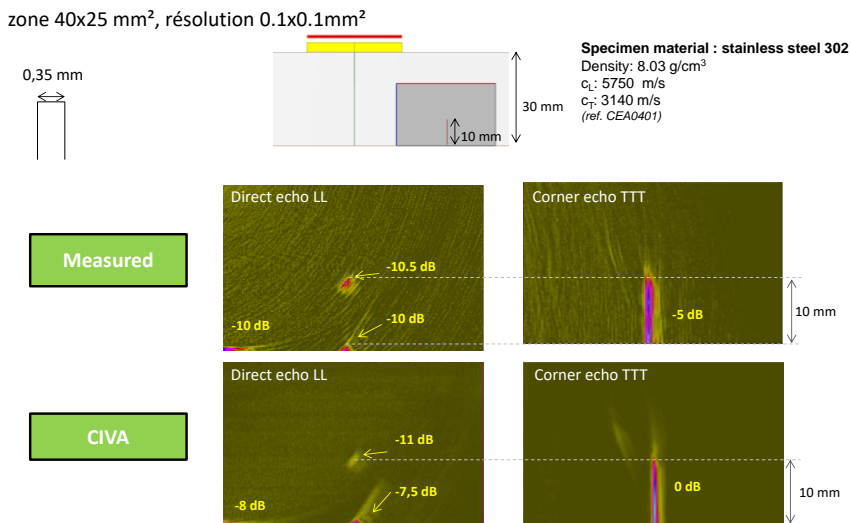 zone 40x25 mm², résolution 0.1x0.1mm²
0,35 mm
30 mm
10 mm
Specimen material : stainless steel 302
Density: 8.03 g/cm³
cL: 5750 m/s
cT: 3140 m/s
(ref. CEA0401)
Measured
Direct echo LL
-10.5 dB
-10 dB
-10 dB
Corner echo TTT
-5 dB
10 mm
CIVA
Direct echo LL
-11 dB
-7,5 dB
-8 dB
Corner echo TTT
0 dB
10 mm